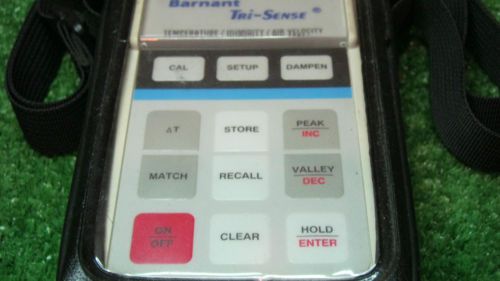 Barnant
TRI-SENSE ®
TEMPERATURE / HUMIDITY / AIR VELOCITY
CAL SETUP DAMPEN
ΔT STORE PEAK
INC
MATCH RECALL VALLEY
DEC
ON
OFF
CLEAR HOLD
ENTER